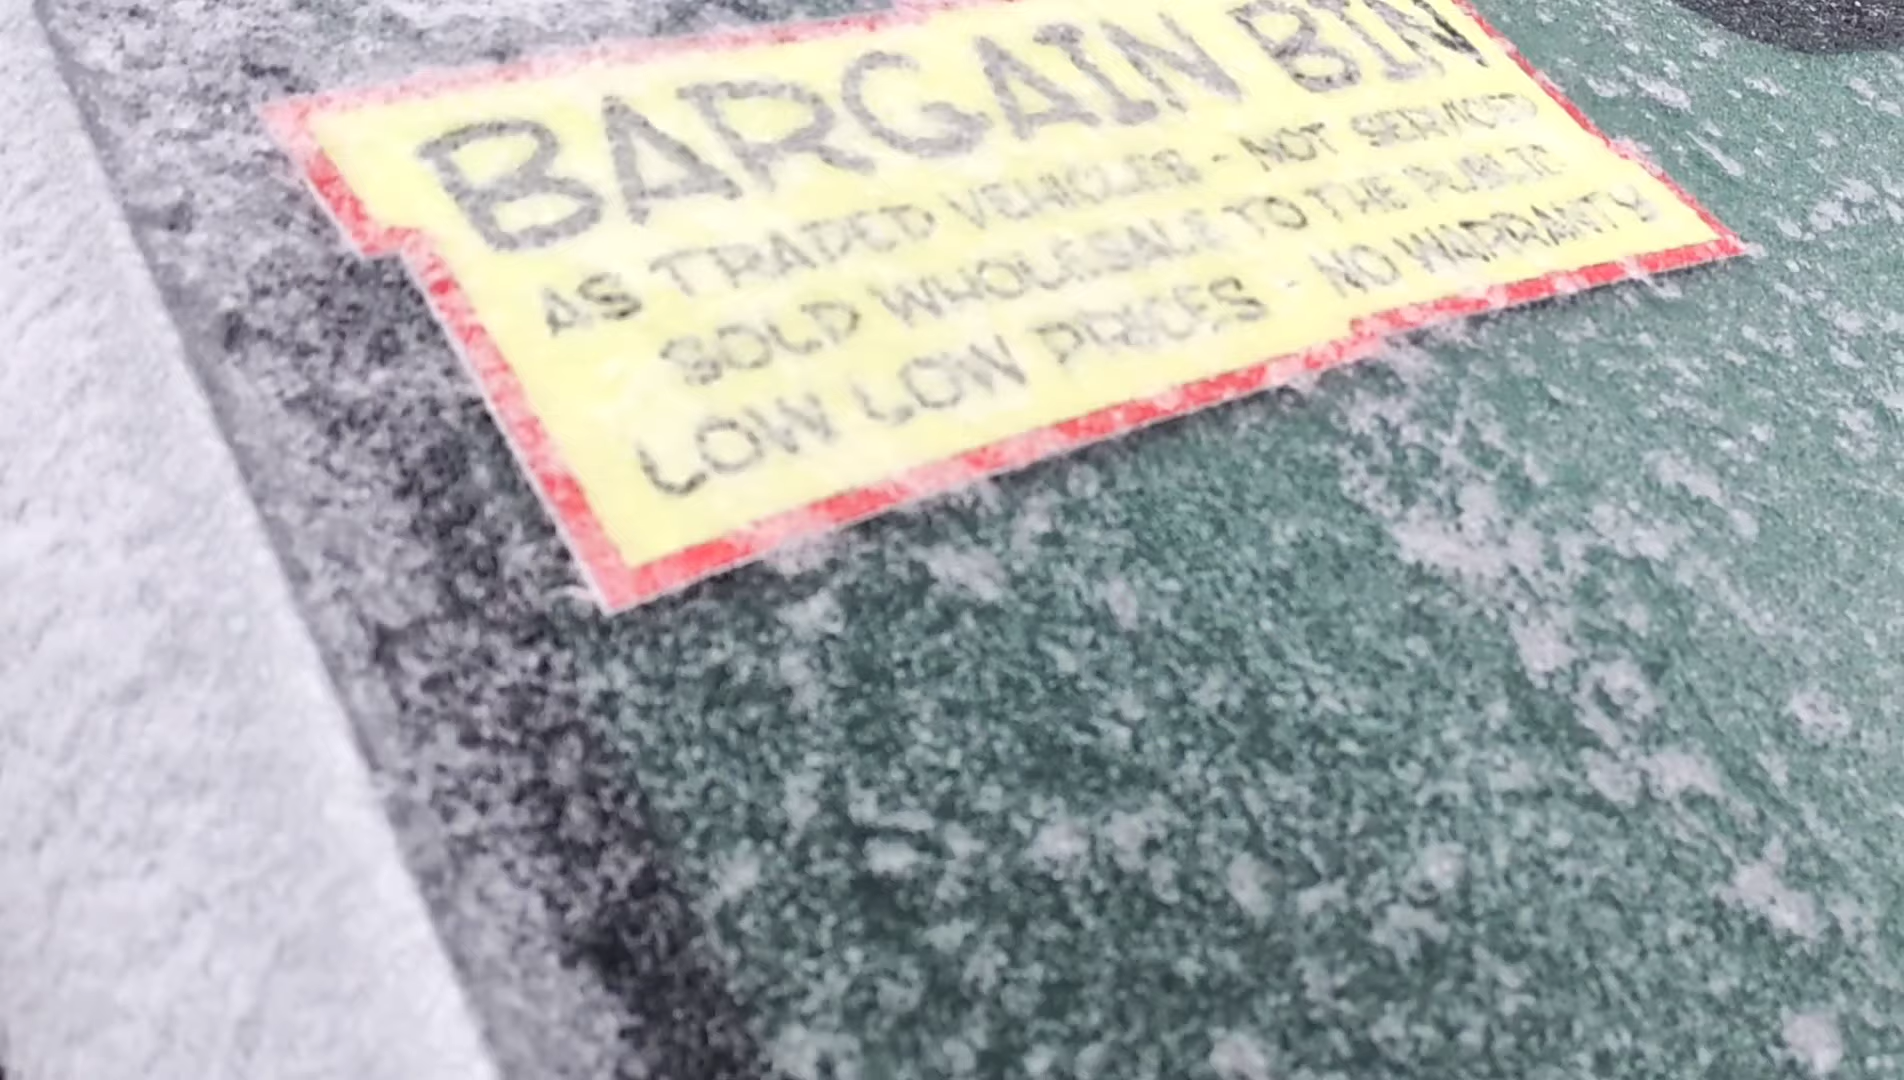 BARGAIN BIN
AS TRADED VEHICLES - NOT SERVICED
SOLD WHOLESALE TO THE PUBLIC
LOW LOW PRICES - NO WARRANTY